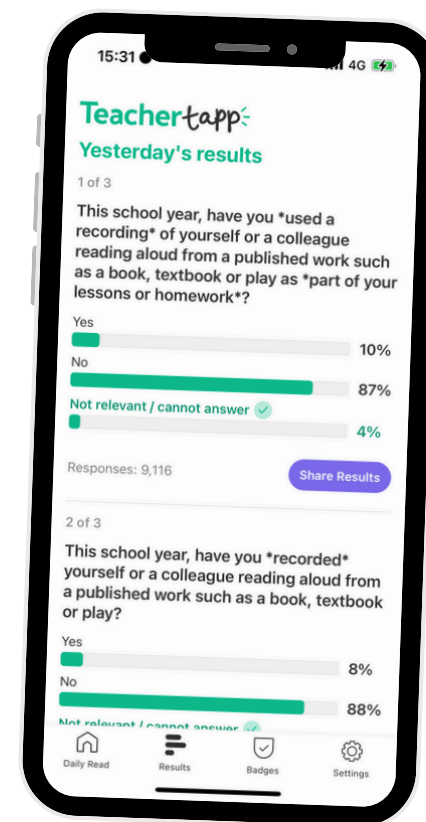 15:31
4G
Teachertapp
Yesterday's results
1 of 3
This school year, have you *used a
recording* of yourself or a colleague
reading aloud from a published work such
as a book, textbook or play as *part of your
lessons or homework*?
Yes
10%
No
87%
Not relevant / cannot answer
4%
Responses: 9,116
Share Results
2 of 3
This school year, have you *recorded*
yourself or a colleague reading aloud from
a published work such as a book, textbook
or play?
Yes
8%
No
88%
Not relevant / cannot answer
Daily Read
Results
Badges
Settings